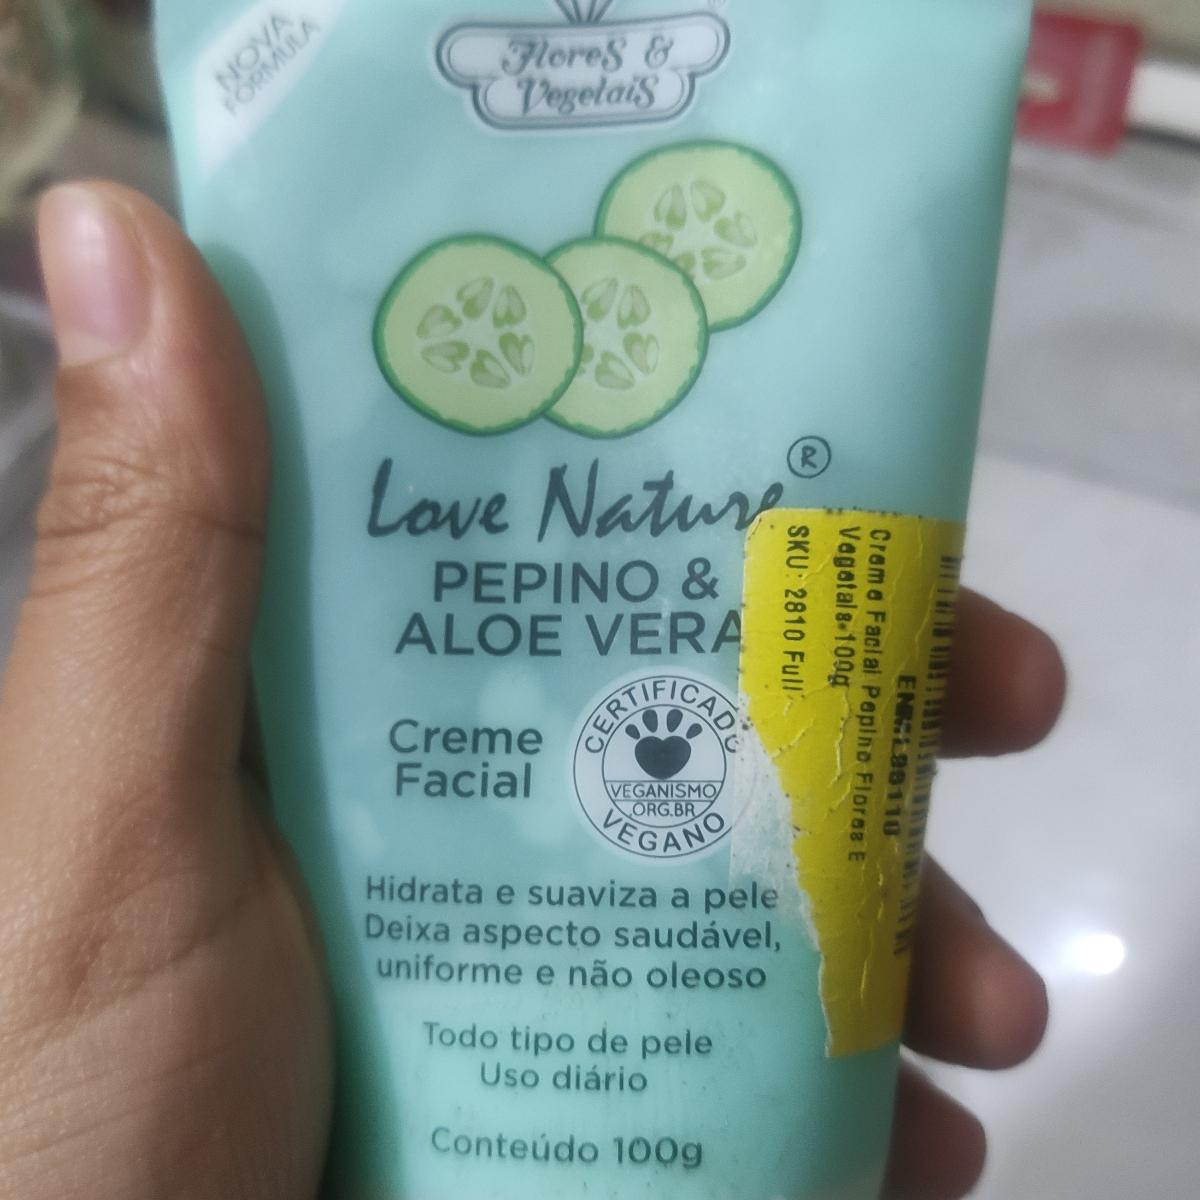 NOVA
FORMULA
Flores &
Vegetais
Love Nature®
PEPINO &
ALOE VERA
Creme
Facial
CERTIFICADO
VEGANISMO
.ORG.BR
VEGANO
Hidrata e suaviza a pele
Deixa aspecto saudável,
uniforme e não oleoso
Todo tipo de pele
Uso diário
Conteúdo 100g
Creme Facial Pepino Flores E
Vegetais-100g
SKU: 2810 Full